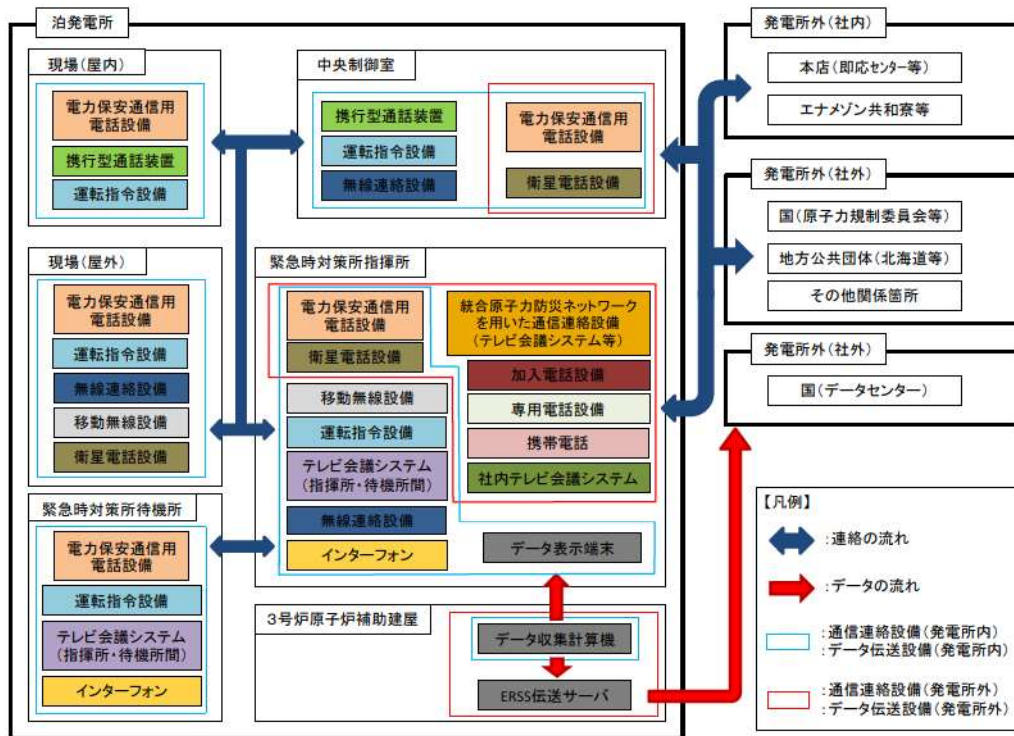 泊発電所
現場(屋内)
電力保安通信用
電話設備
携行型通話装置
運転指令設備
中央制御室
携行型通話装置
運転指令設備
無線連絡設備
電力保安通信用
電話設備
衛星電話設備
現場(屋外)
電力保安通信用
電話設備
運転指令設備
無線連絡設備
移動無線設備
衛星電話設備
緊急時対策所指揮所
電力保安通信用
電話設備
衛星電話設備
移動無線設備
運転指令設備
テレビ会議システム
(指揮所・待機所間)
無線連絡設備
インターフォン
統合原子力防災ネットワーク
を用いた通信連絡設備
(テレビ会議システム等)
加入電話設備
専用電話設備
携帯電話
社内テレビ会議システム
データ表示端末
緊急時対策所待機所
電力保安通信用
電話設備
運転指令設備
テレビ会議システム
(指揮所・待機所間)
インターフォン
3号炉原子炉補助建屋
データ収集計算機
ERSS伝送サーバ
発電所外(社内)
本店(即応センター等)
エナメゾン共和寮等
発電所外(社外)
国(原子力規制委員会等)
地方公共団体(北海道等)
その他関係箇所
発電所外(社外)
国(データセンター)
【凡例】
:連絡の流れ
:データの流れ
:通信連絡設備(発電所内)
:データ伝送設備(発電所内)
:通信連絡設備(発電所外)
:データ伝送設備(発電所外)